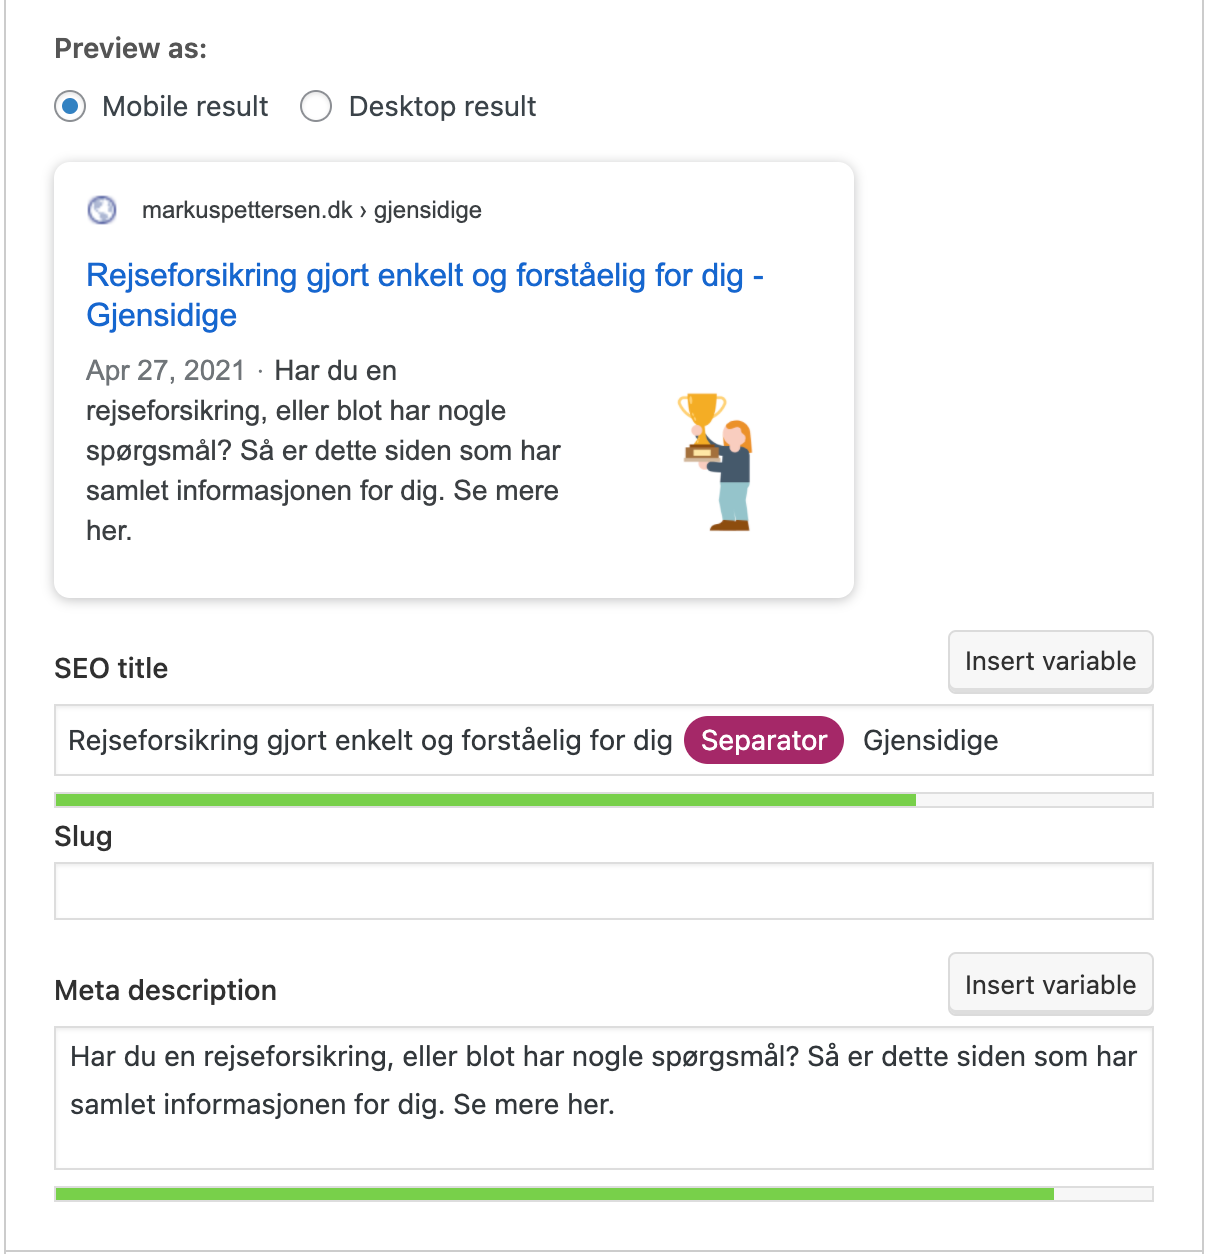 Preview as:
Mobile result Desktop result
markuspettersen.dk › gjensidige
Rejseforsikring gjort enkelt og forståelig for dig -
Gjensidige
Apr 27, 2021 · Har du en
rejseforsikring, eller blot har nogle
spørgsmål? Så er dette siden som har
samlet informasjonen for dig. Se mere
her.
Insert variable
SEO title
Rejseforsikring gjort enkelt og forståelig for dig Separator Gjensidige
Slug
Insert variable
Meta description
Har du en rejseforsikring, eller blot har nogle spørgsmål? Så er dette siden som har
samlet informasjonen for dig. Se mere her.